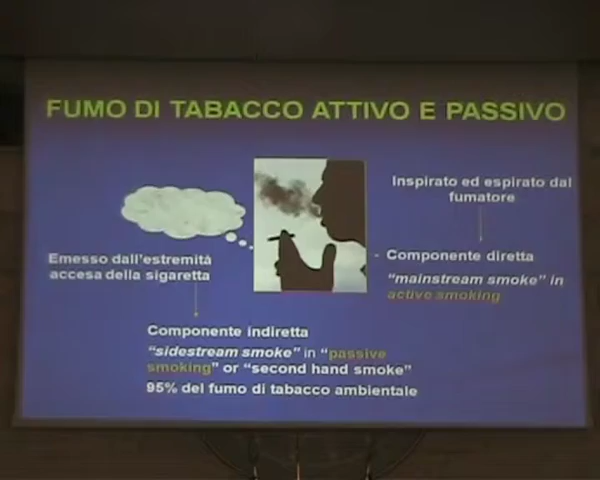 FUMO DI TABACCO ATTIVO E PASSIVO
Inspirato ed espirato dal
fumatore
Emesso dall'estremità
accesa della sigaretta
- Componente diretta
"mainstream smoke" in
active smoking
Componente indiretta
"sidestream smoke" in "passive
smoking" or "second hand smoke"
95% del fumo di tabacco ambientale